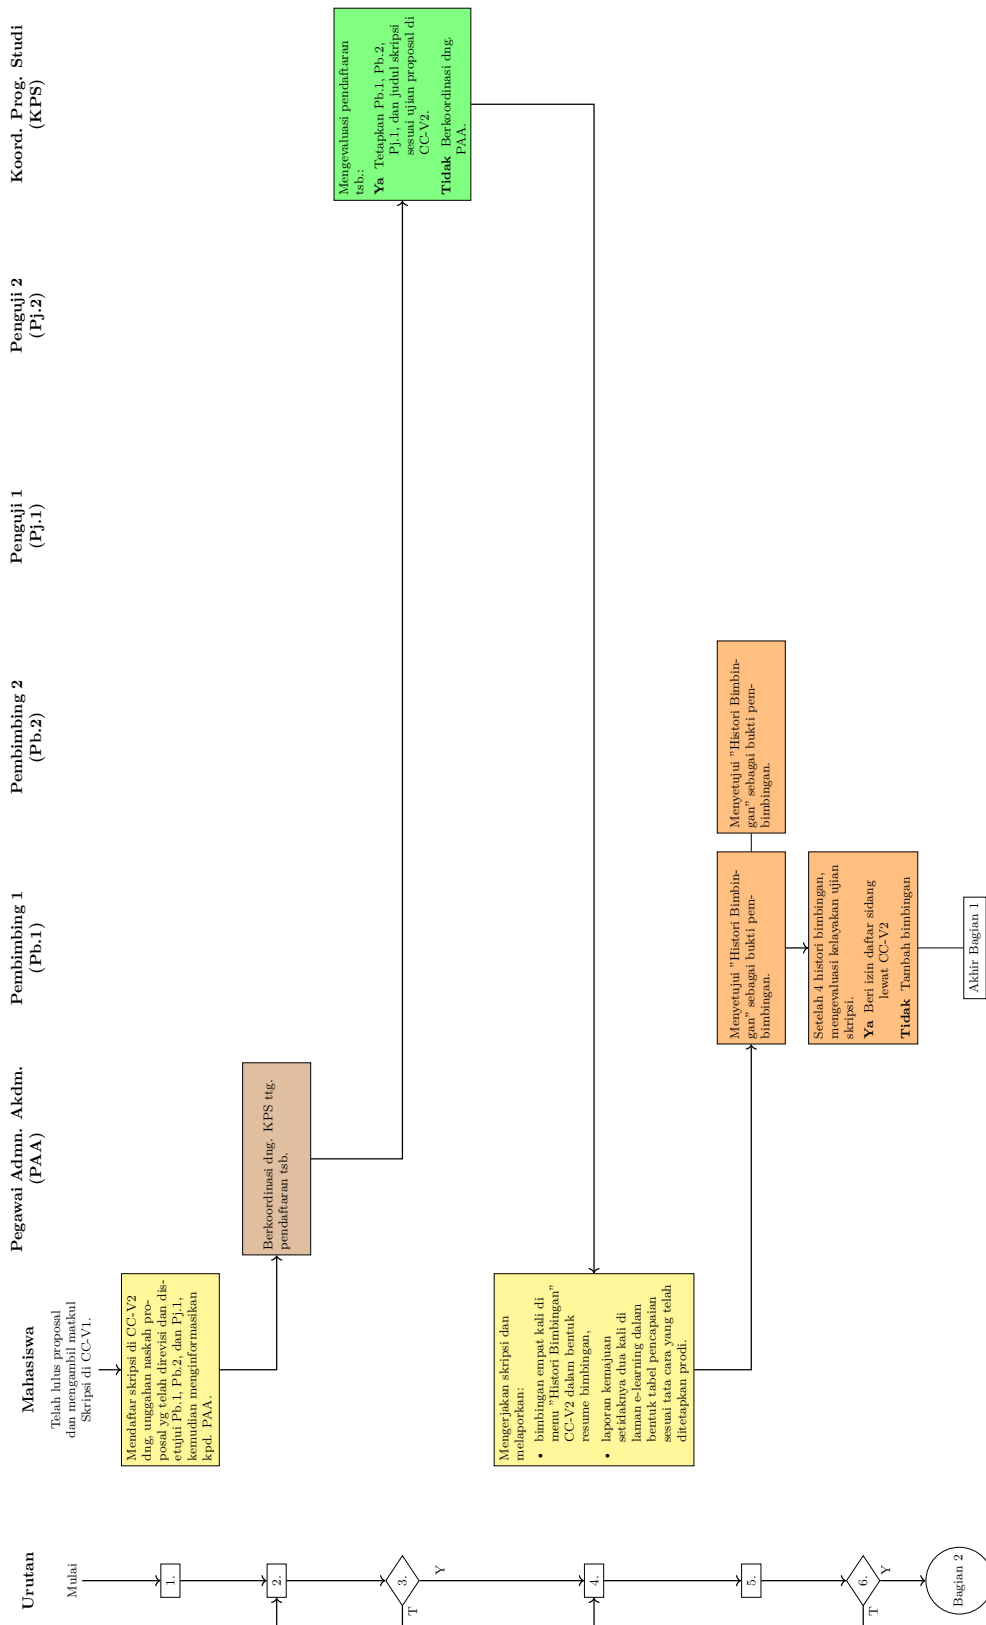 Urutan
Mahasiswa
Pegawai Admn. Akdm.
(PAA)
Pembimbing 1
(Pb.1)
Pembimbing 2
(Pb.2)
Penguji 1
(Pj.1)
Penguji 2
(Pj.2)
Koord. Prog. Studi
(KPS)
Mulai
Telah lulus proposal
dan mengambil matkul
Skripsi di CC-V1.
1.
Mendaftar skripsi di CC-V2
dng. unggahan naskah pro-
posal yg telah direvisi dan dis-
etujui Pb.1, Pb.2, dan Pj.1,
kemudian menginformasikan
kpd. PAA.
2.
Berkoordinasi dng. KPS ttg.
pendaftaran tsb.
3.
T
Y
Mengevaluasi pendaftaran
tsb.:
Ya Tetapkan Pb.1, Pb.2,
Pj.1, dan judul skripsi
sesuai ujian proposal di
CC-V2.
Tidak Berkoordinasi dng.
PAA.
4.
Mengerjakan skripsi dan
melaporkan:
• bimbingan empat kali di
menu ”Histori Bimbingan”
CC-V2 dalam bentuk
resume bimbingan,
• laporan kemajuan
setidaknya dua kali di
laman e-learning dalam
bentuk tabel pencapaian
sesuai tata cara yang telah
ditetapkan prodi.
5.
Menyetujui ”Histori Bimbin-
gan” sebagai bukti pem-
bimbingan.
Menyetujui ”Histori Bimbin-
gan” sebagai bukti pem-
bimbingan.
6.
T
Y
Setelah 4 histori bimbingan,
mengevaluasi kelayakan ujian
skripsi.
Ya Beri izin daftar sidang
lewat CC-V2
Tidak Tambah bimbingan
Bagian 2
Akhir Bagian 1